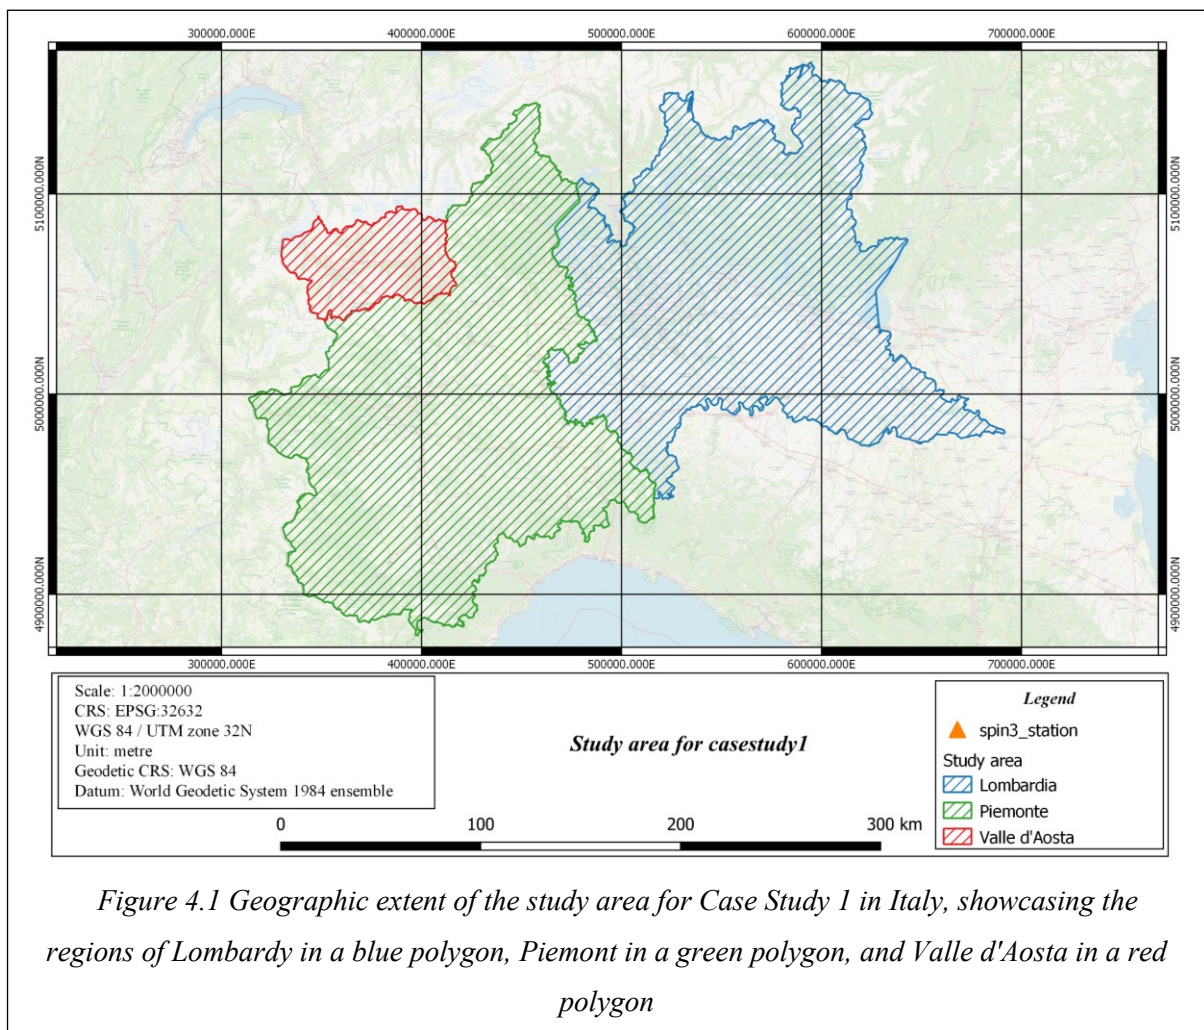 300000.000E 400000.000E 500000.000E 600000.000E 700000.000E
5100000.000N 5100000.000N
5000000.000N 5000000.000N
4900000.000N 4900000.000N
300000.000E 400000.000E 500000.000E 600000.000E 700000.000E
Scale: 1:2000000
CRS: EPSG:32632
WGS 84 / UTM zone 32N
Unit: metre
Geodetic CRS: WGS 84
Datum: World Geodetic System 1984 ensemble
Study area for casestudy1
0 100 200 300 km
Legend
spin3_station
Study area
Lombardia
Piemonte
Valle d'Aosta
Figure 4.1 Geographic extent of the study area for Case Study 1 in Italy, showcasing the
regions of Lombardy in a blue polygon, Piemont in a green polygon, and Valle d'Aosta in a red
polygon